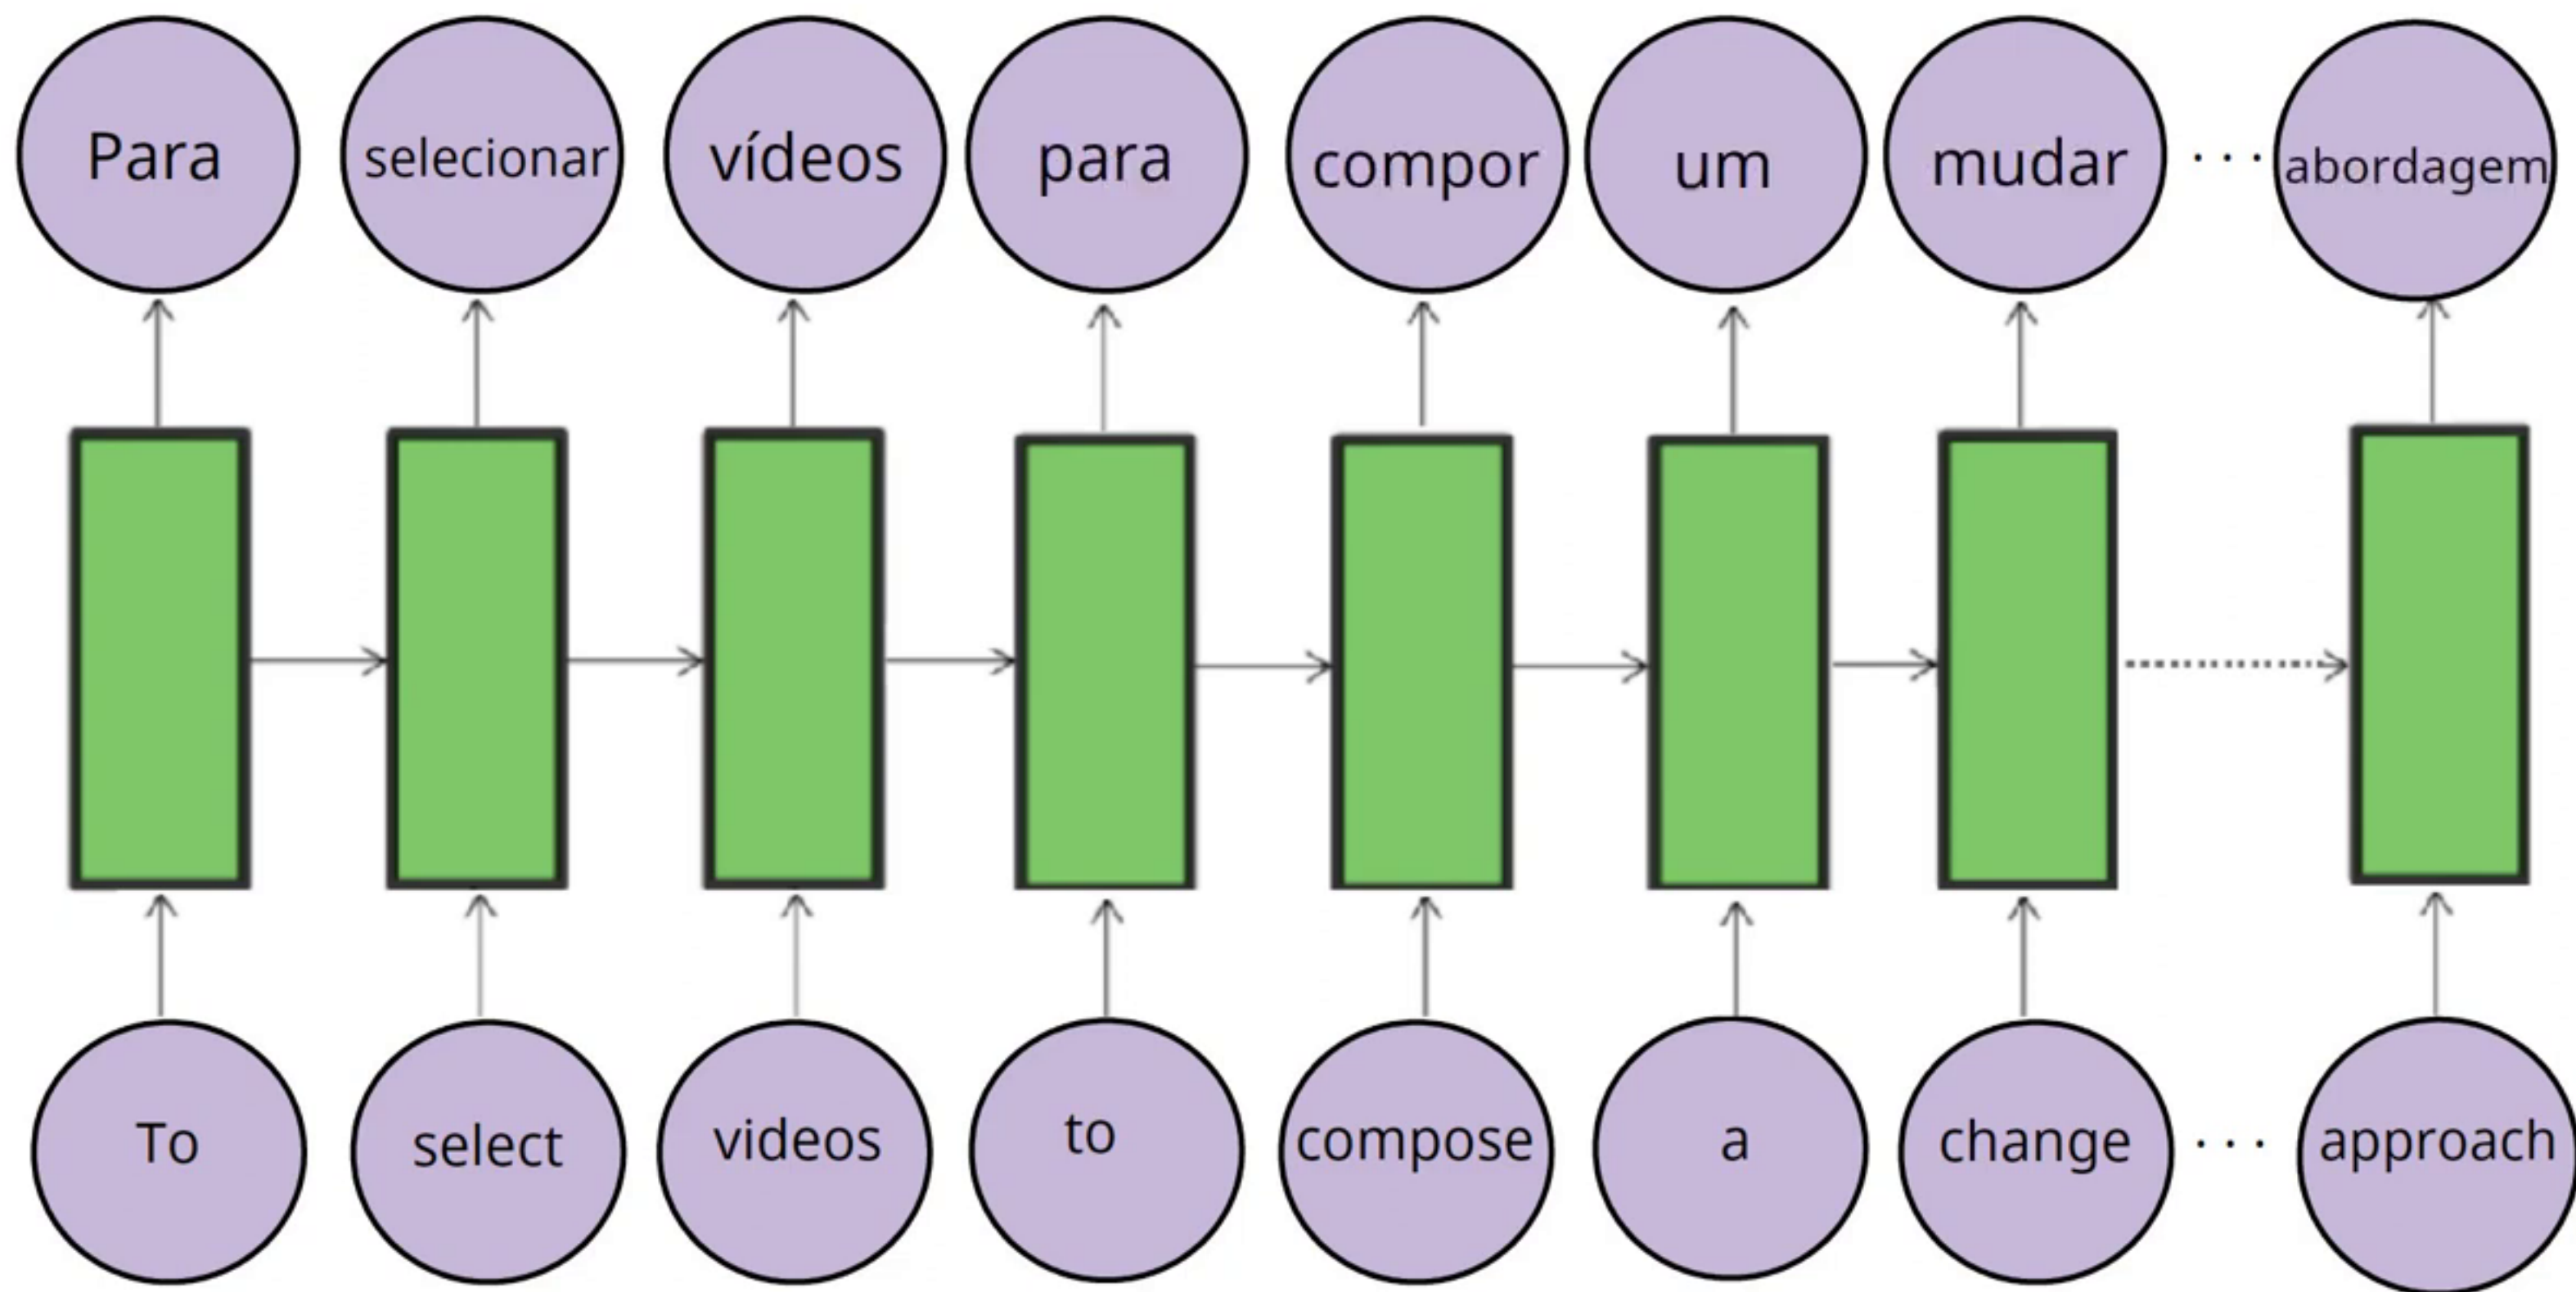 Para selecionar vídeos para compor um mudar ... abordagem
To select videos to compose a change ... approach